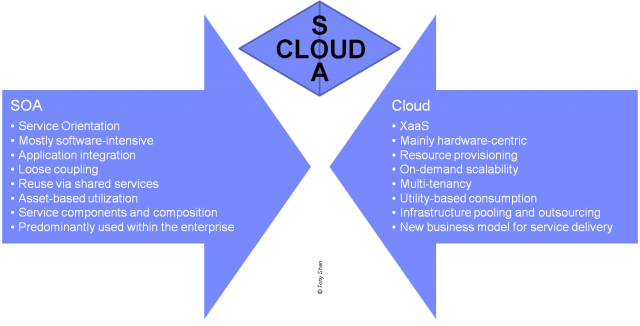 S
CLOUD
A
SOA
• Service Orientation
• Mostly software-intensive
• Application integration
• Loose coupling
• Reuse via shared services
• Asset-based utilization
• Service components and composition
• Predominantly used within the enterprise
Cloud
• XaaS
• Mainly hardware-centric
• Resource provisioning
• On-demand scalability
• Multi-tenancy
• Utility-based consumption
• Infrastructure pooling and outsourcing
• New business model for service delivery
© Tony Shan